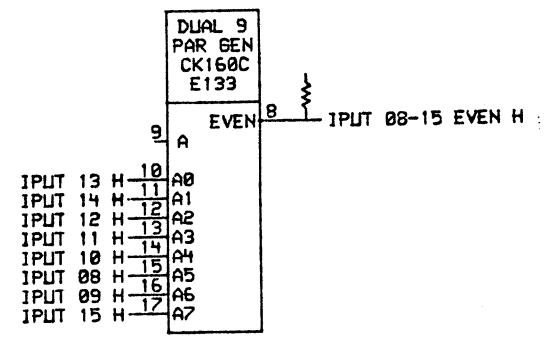 DUAL 9
PAR GEN
CK160C
E133
EVEN 8 IPUT 08-15 EVEN H
9 A
IPUT 13 H 10 A0
IPUT 14 H 11 A1
IPUT 12 H 12 A2
IPUT 11 H 13 A3
IPUT 10 H 14 A4
IPUT 08 H 15 A5
IPUT 09 H 16 A6
IPUT 15 H 17 A7